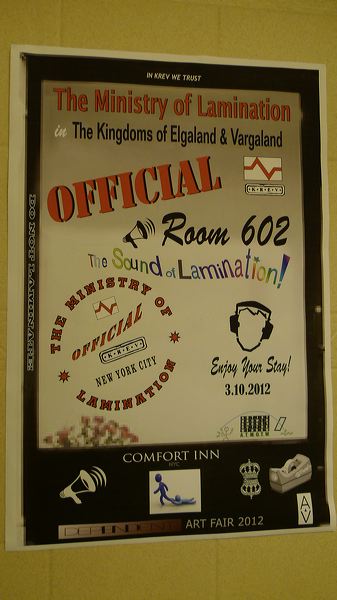 IN KREV WE TRUST
The Ministry of Lamination
in The Kingdoms of Elgaland & Vargaland
OFFICIAL
K·R·E·V
Room 602
The Sound of Lamination!
DO NOT LAMINATE
THE MINISTRY OF
OFFICIAL
K·R·E·V
NEW YORK CITY
LAMINATION
Enjoy Your Stay!
3.10.2012
ATMOTW
COMFORT INN
NYC
DEPENDENT
ART FAIR 2012